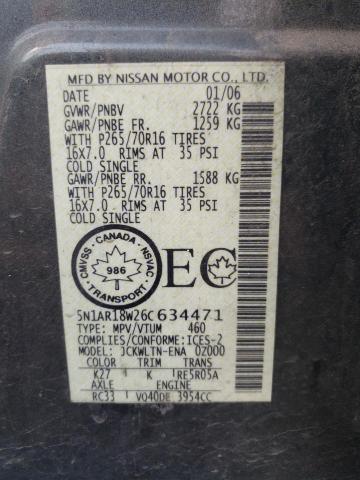 MFD BY NISSAN MOTOR CO., LTD.
DATE 01/06
GVWR/PNBV 2722 KG
GAWR/PNBE FR. 1259 KG
WITH P265/70R16 TIRES
16X7.0 RIMS AT 35 PSI
COLD SINGLE
GAWR/PNBE RR. 1588 KG
WITH P265/70R16 TIRES
16X7.0 RIMS AT 35 PSI
COLD SINGLE
CANADA
CMVSS NSVAC
986
TRANSPORT
EC
5N1AR18W26C634471
TYPE: MPV/VTUM 460
COMPLIES/CONFORME:ICES-2
MODEL: JCKWLTN-ENA 0Z000
COLOR TRIM TRANS
K27 K RE5R05A
AXLE ENGINE
RC33 VQ40DE 3954CC